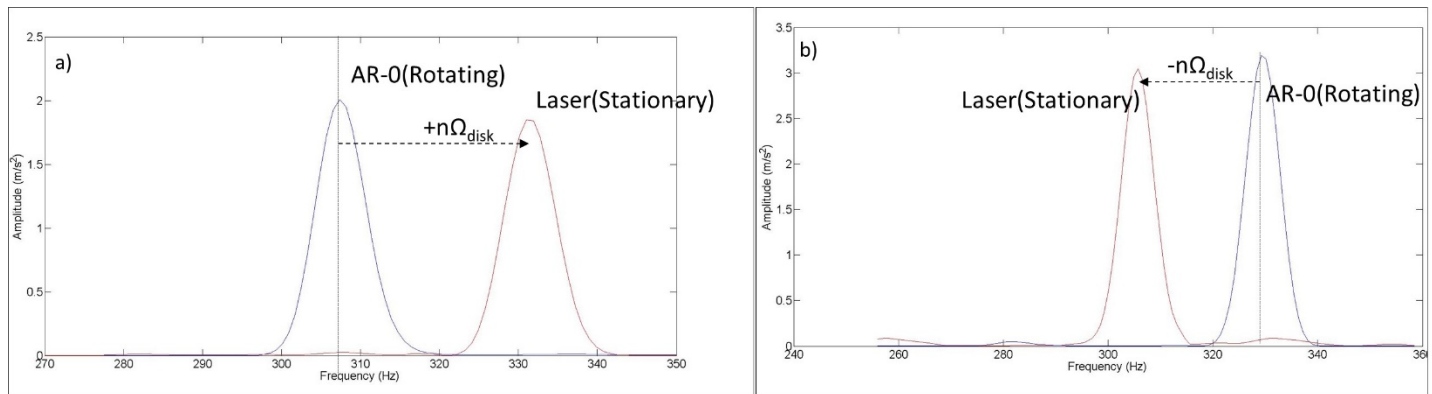 a)
AR-0(Rotating)
Laser(Stationary)
+nΩdisk
Amplitude (m/s2)
2.5
2
1.5
1
0.5
0
270 280 290 300 310 320 330 340 350
Frequency (Hz)
b)
-nΩdisk
Laser(Stationary)
AR-0(Rotating)
Amplitude (m/s2)
3.5
3
2.5
2
1.5
1
0.5
0
240 260 280 300 320 340 360
Frequency (Hz)